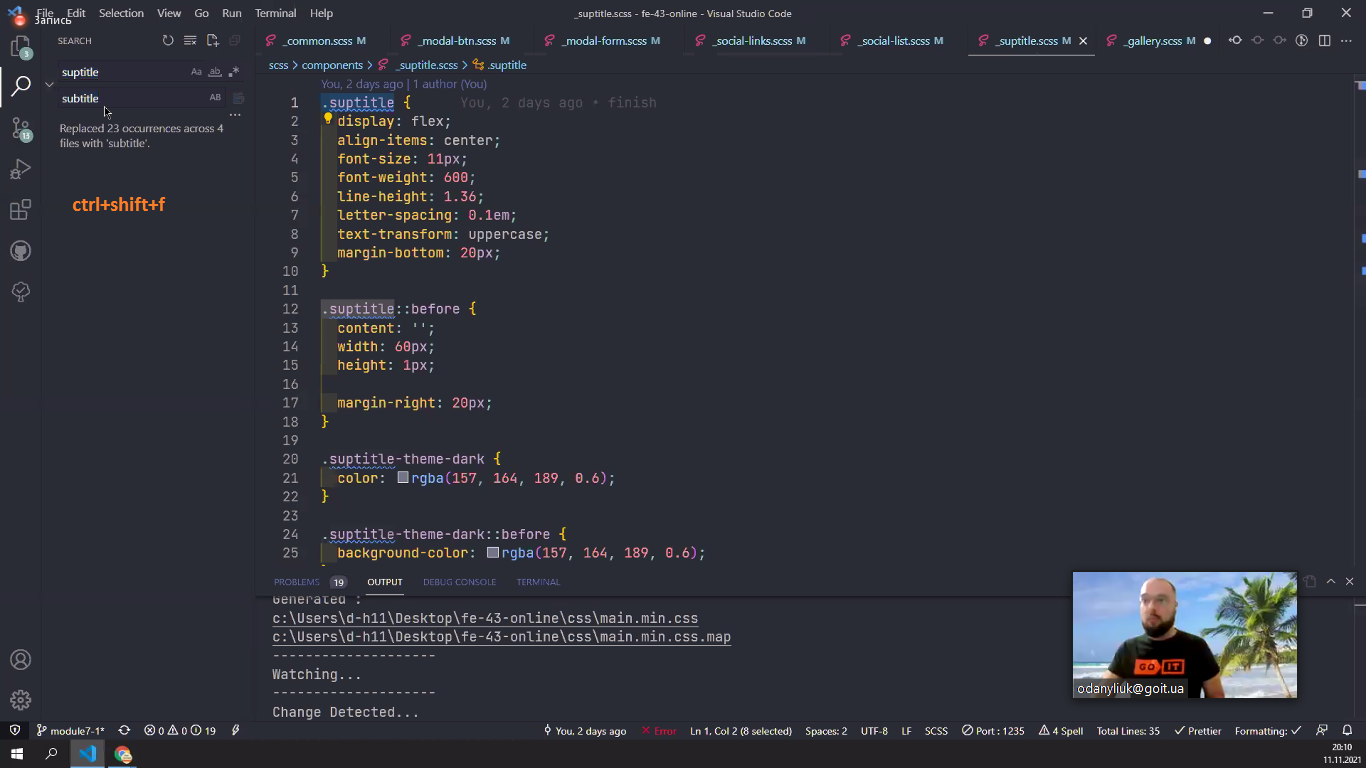 File Edit Selection View Go Run Terminal Help
_suptitle.scss - fe-43-online - Visual Studio Code
Запись
SEARCH
_common.scss M
_modal-btn.scss M
_modal-form.scss M
_social-links.scss M
_social-list.scss M
_suptitle.scss M
_gallery.scss M
3
suptitle
Aa ab .*
scss > components > _suptitle.scss > .suptitle
subtitle
AB
Replaced 23 occurrences across 4
files with 'subtitle'.
13
ctrl+shift+f
You, 2 days ago | 1 author (You)
1 .suptitle { You, 2 days ago • finish
2 display: flex;
3 align-items: center;
4 font-size: 11px;
5 font-weight: 600;
6 line-height: 1.36;
7 letter-spacing: 0.1em;
8 text-transform: uppercase;
9 margin-bottom: 20px;
10 }
11
12 .suptitle::before {
13 content: '';
14 width: 60px;
15 height: 1px;
16
17 margin-right: 20px;
18 }
19
20 .suptitle-theme-dark {
21 color: rgba(157, 164, 189, 0.6);
22 }
23
24 .suptitle-theme-dark::before {
25 background-color: rgba(157, 164, 189, 0.6);
PROBLEMS 19 OUTPUT DEBUG CONSOLE TERMINAL
Generated :
c:\Users\d-h11\Desktop\fe-43-online\css\main.min.css
c:\Users\d-h11\Desktop\fe-43-online\css\main.min.css.map
--------------------
Watching...
--------------------
Change Detected...
GO IT
odanyliuk@goit.ua
module7-1* 0 0 19
You, 2 days ago Error Ln 1, Col 2 (8 selected) Spaces: 2 UTF-8 LF SCSS Port : 1235 4 Spell Total Lines: 35 Prettier Formatting:
20:10
11.11.2021